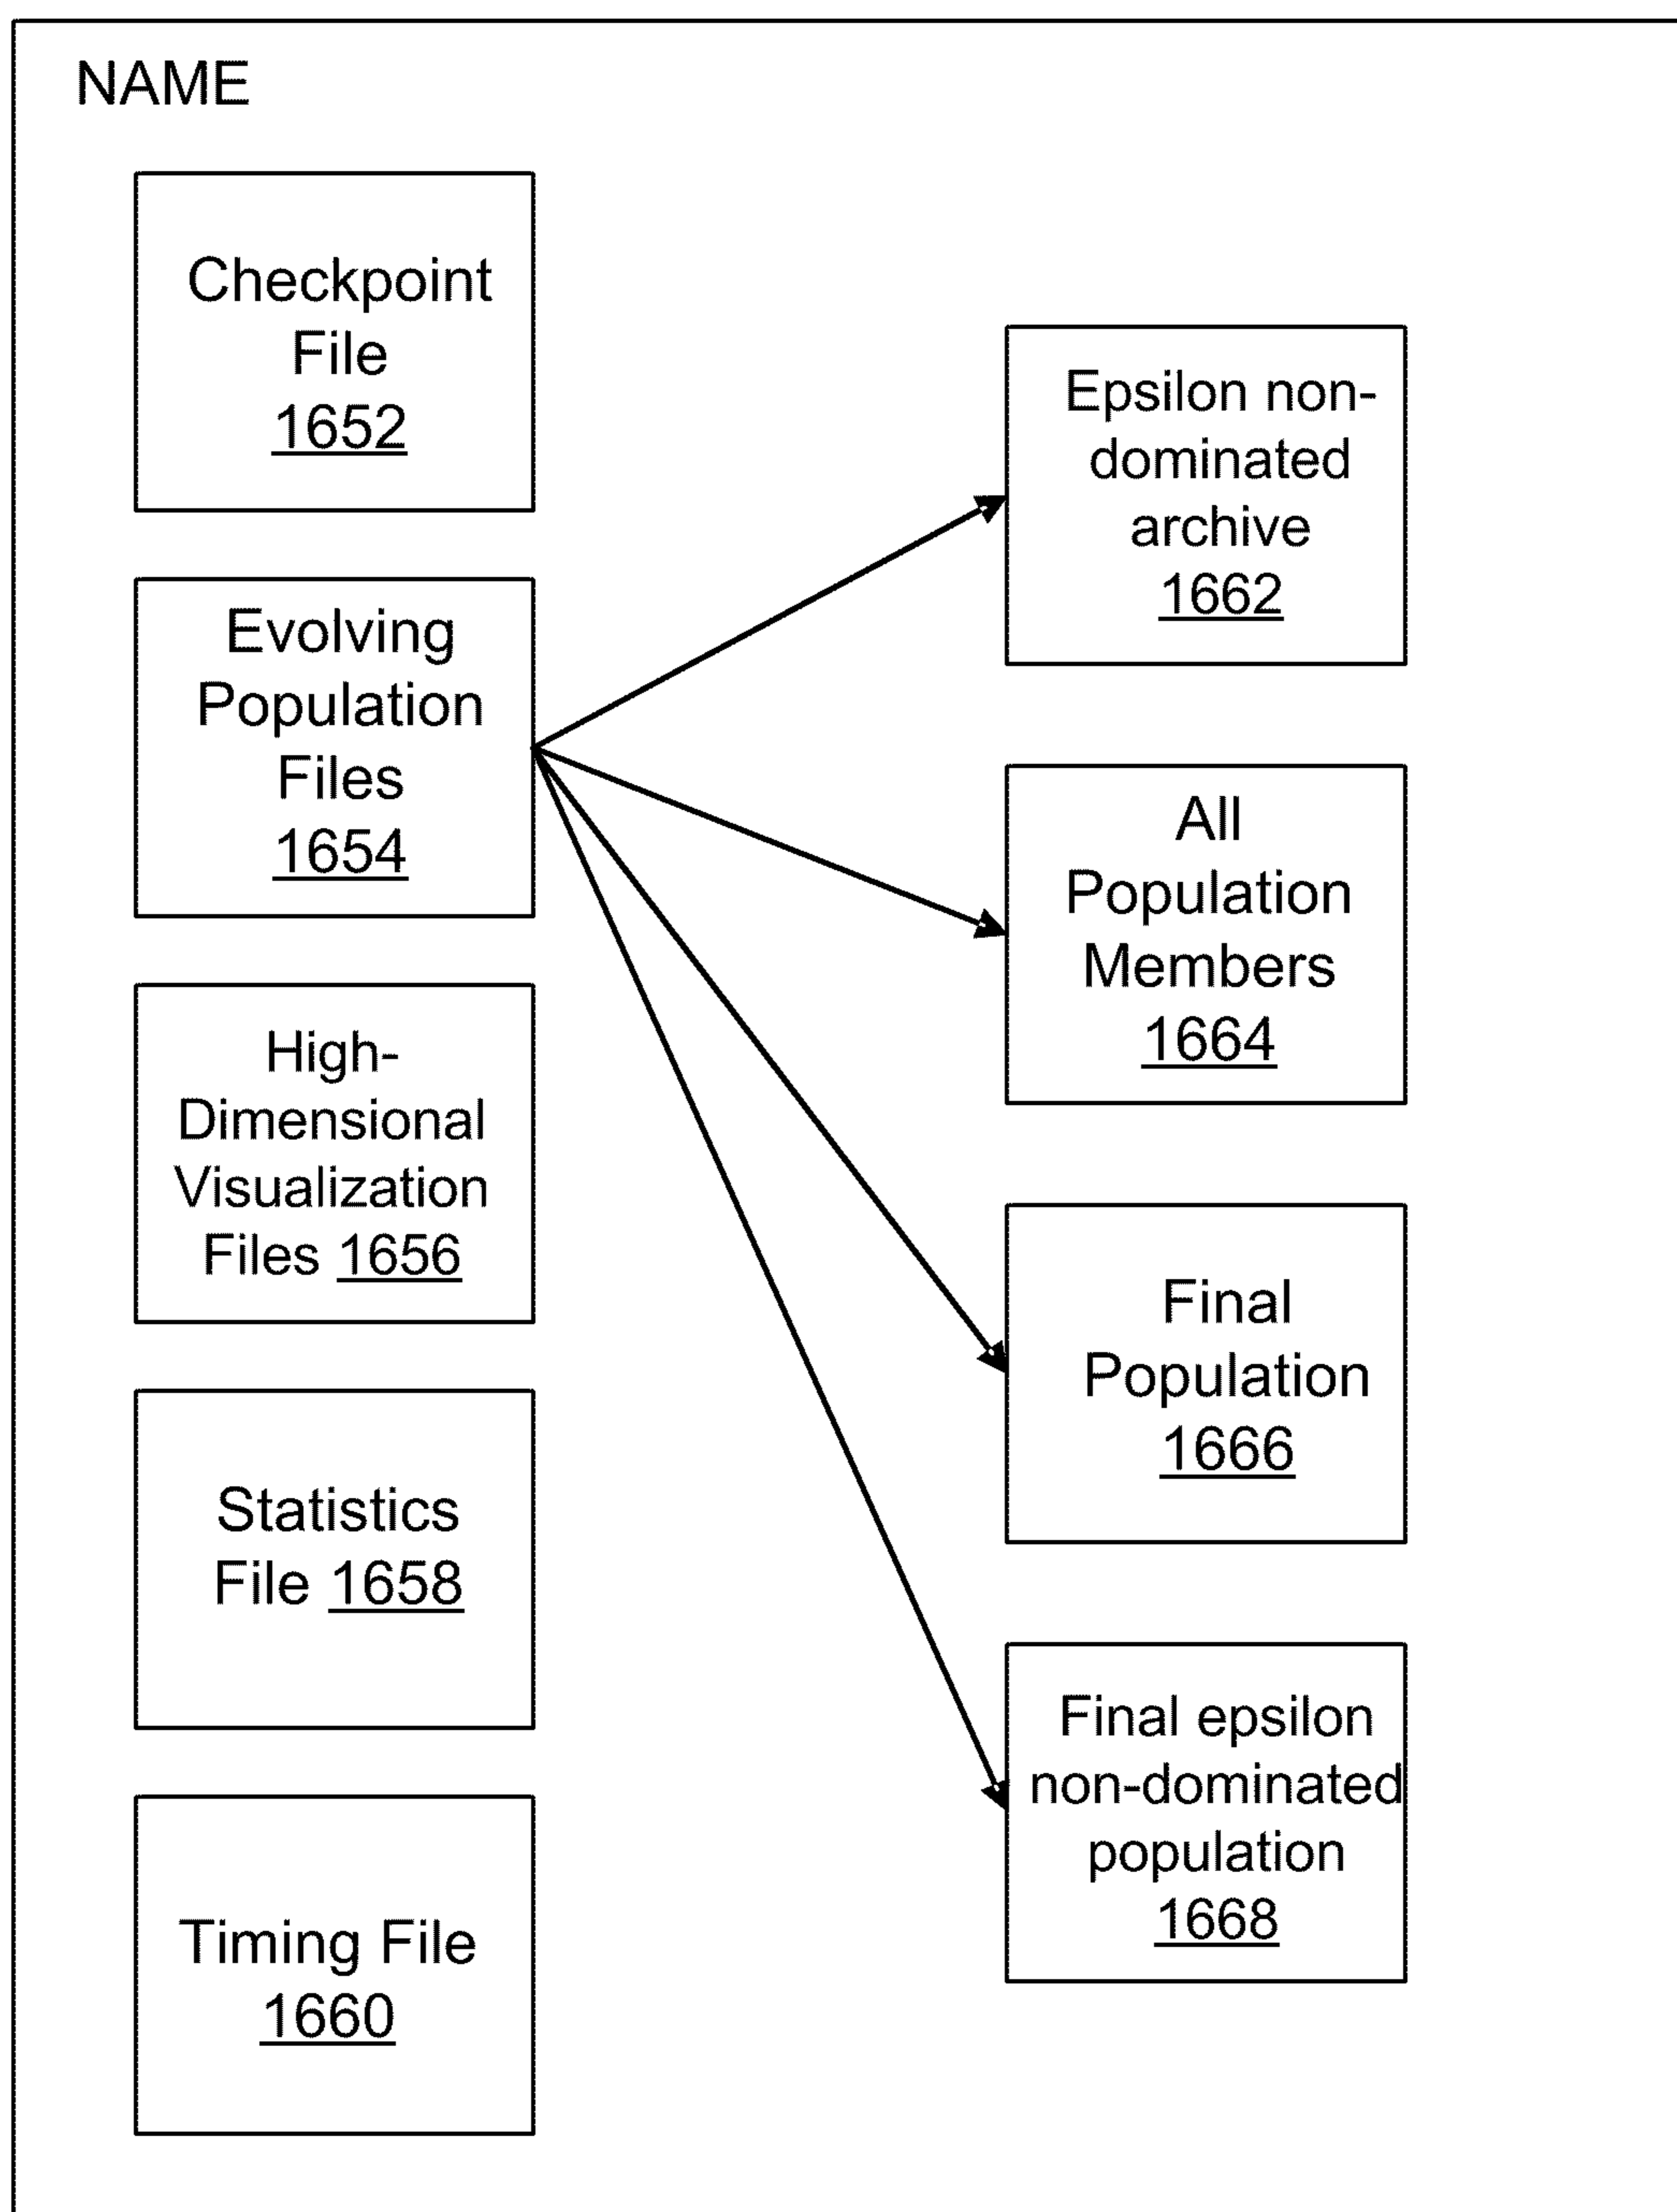 NAME
Checkpoint
File
1652
Evolving
Population
Files
1654
High-
Dimensional
Visualization
Files 1656
Statistics
File 1658
Timing File
1660
Epsilon non-
dominated
archive
1662
All
Population
Members
1664
Final
Population
1666
Final epsilon
non-dominated
population
1668